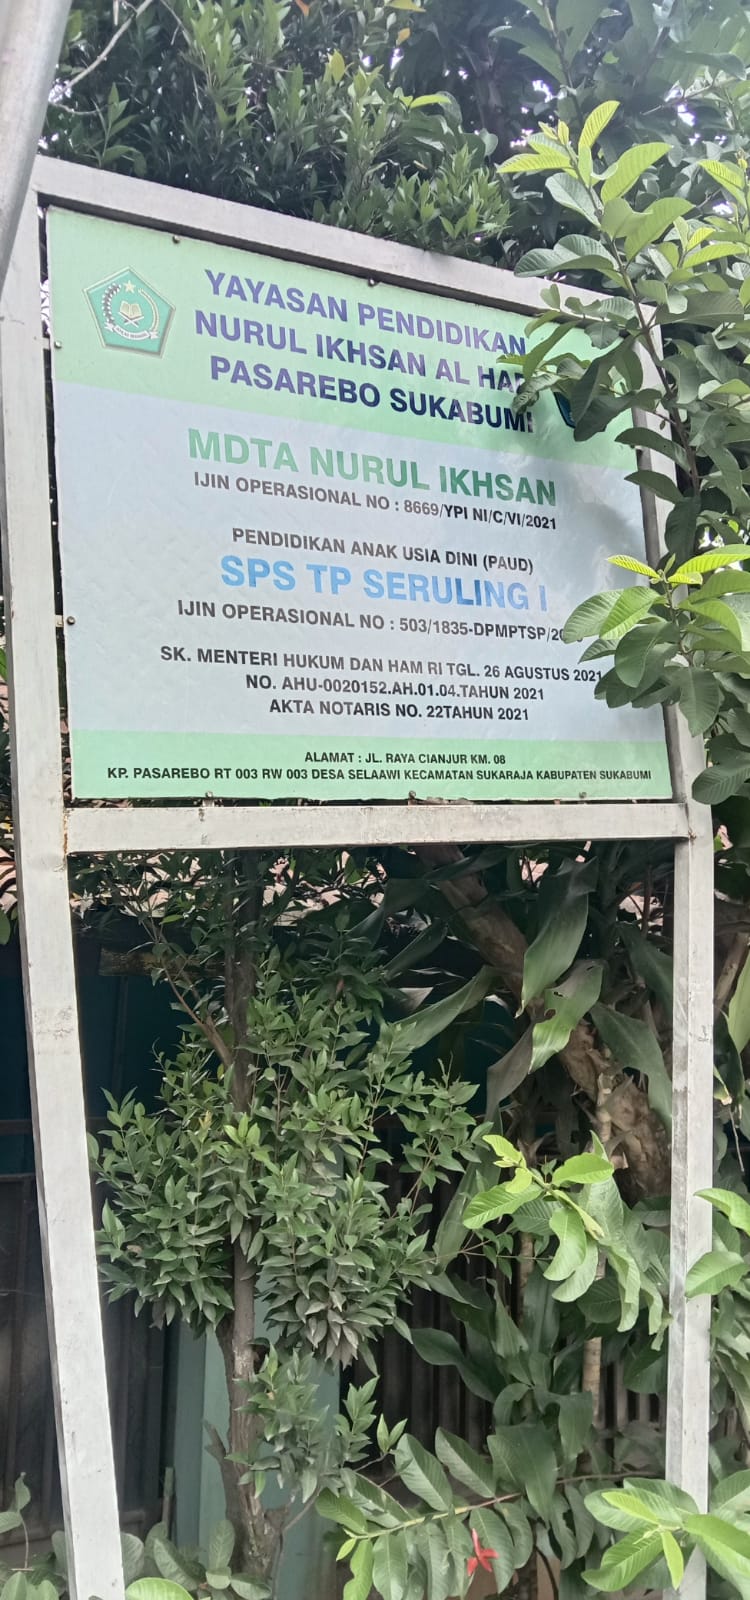 YAYASAN PENDIDIKAN
NURUL IKHSAN AL
PASAREBO SUKABUMI
MDTA NURUL IKHSAN
IJIN OPERASIONAL NO : 8669/YPI NI/C/VI/2021
PENDIDIKAN ANAK USIA DINI (PAUD)
SPS TP SERULING I
IJIN OPERASIONAL NO : 503/1835-DPMPTSP/
SK. MENTERI HUKUM DAN HAM RI TGL. 26 AGUSTUS 2021
NO. AHU-0020152.AH.01.04.TAHUN 2021
AKTA NOTARIS NO. 22TAHUN 2021
ALAMAT : JL. RAYA CIANJUR KM. 08
KP. PASAREBO RT 003 RW 003 DESA SELAAWI KECAMATAN SUKARAJA KABUPATEN SUKABUMI